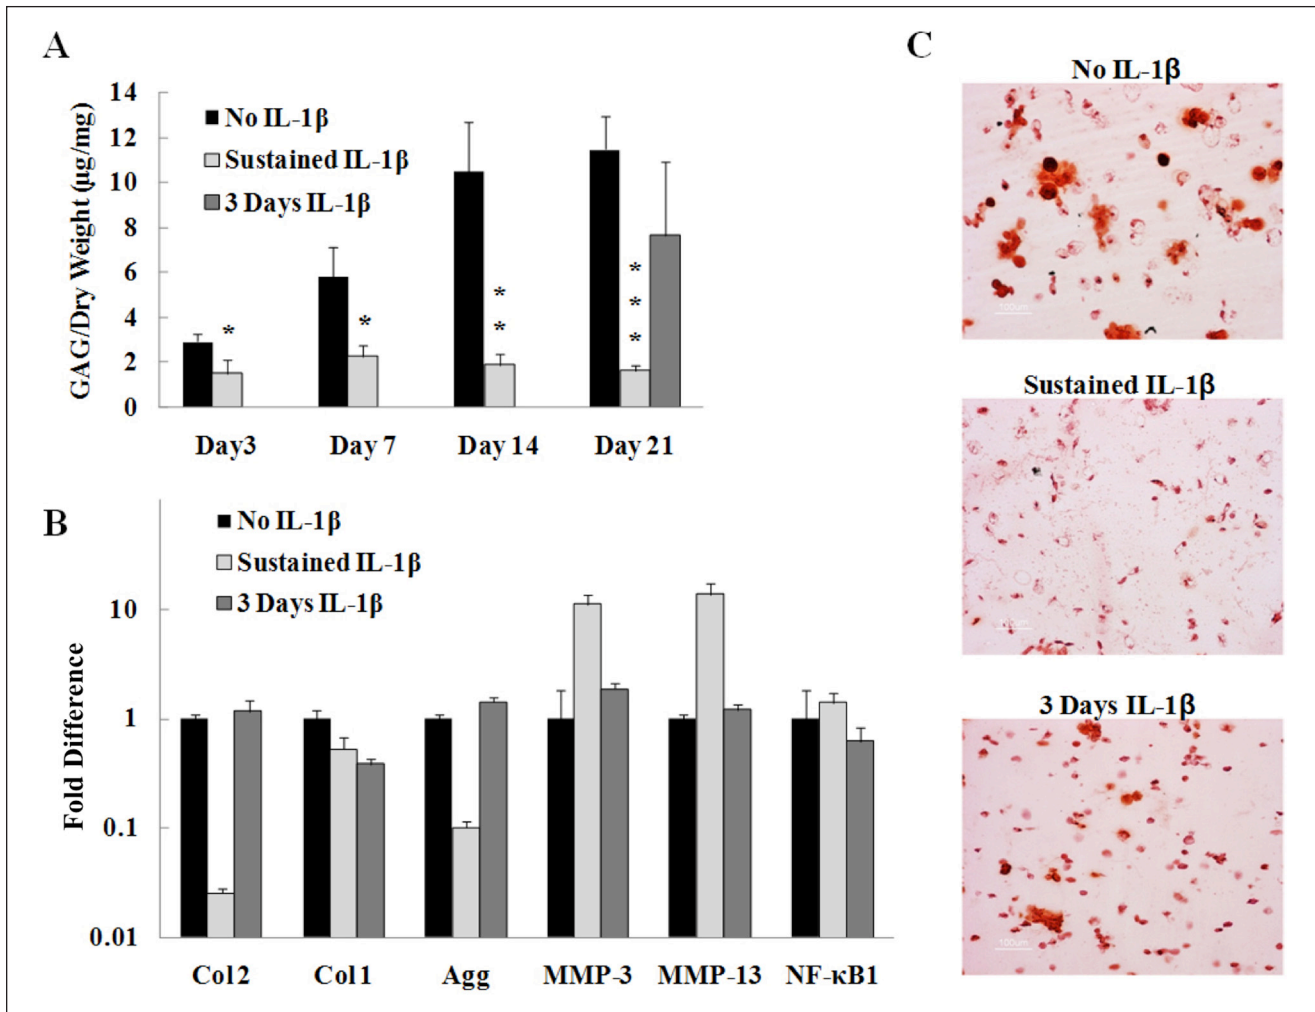 A
GAG/Dry Weight (µg/mg)
14
12
10
8
6
4
2
0
No IL-1β
Sustained IL-1β
3 Days IL-1β
*
*
* *
* * *
Day3 Day 7 Day 14 Day 21
B
Fold Difference
10
1
0.1
0.01
No IL-1β
Sustained IL-1β
3 Days IL-1β
Col2 Col1 Agg MMP-3 MMP-13 NF-κB1
C
No IL-1β
100um
Sustained IL-1β
3 Days IL-1β
100um